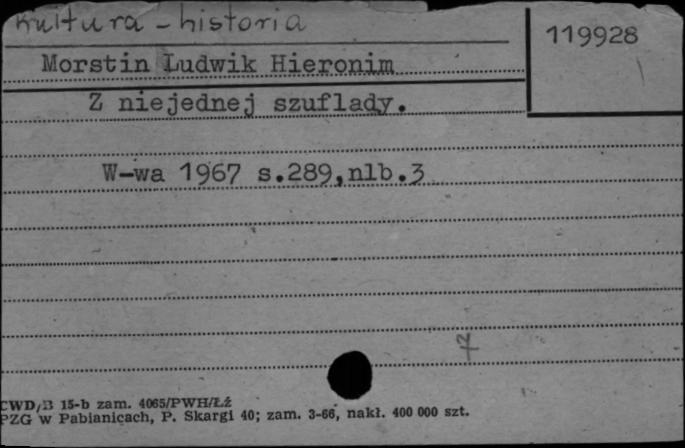 Kultura - historia
119928
Morstin Ludwik Hieronim
Z niejednej szuflady.
W-wa 1967 s.289,nlb.3
7
CWD/B 15-b zam. 4065/PWH/Łź
PZG w Pabianicach, P. Skargi 40; zam. 3-66, nakł. 400 000 szt.